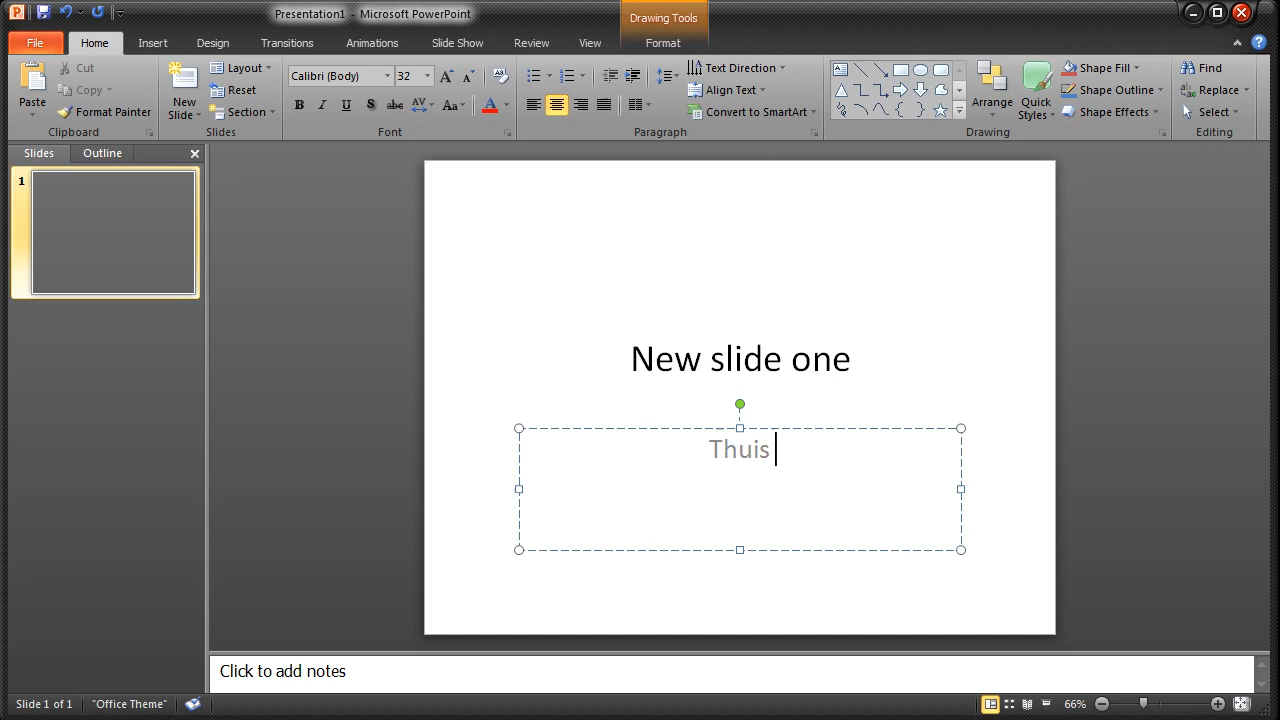 Presentation1 - Microsoft PowerPoint
Drawing Tools
File Home Insert Design Transitions Animations Slide Show Review View Format
Paste
Cut
Copy
Format Painter
Clipboard
New Slide
Layout
Reset
Section
Slides
Calibri (Body) 32
B I U S abc AV Aa A
Font
Text Direction
Align Text
Convert to SmartArt
Paragraph
Arrange
Quick Styles
Shape Fill
Shape Outline
Shape Effects
Drawing
Find
Replace
Select
Editing
Slides Outline
1
New slide one
Thuis
Click to add notes
Slide 1 of 1 "Office Theme" 66%